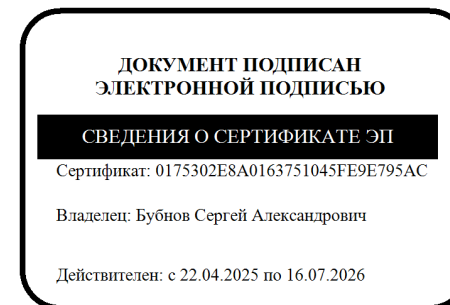 ДОКУМЕНТ ПОДПИСАН
ЭЛЕКТРОННОЙ ПОДПИСЬЮ
СВЕДЕНИЯ О СЕРТИФИКАТЕ ЭП
Сертификат: 0175302E8A0163751045FE9E795AC
Владелец: Бубнов Сергей Александрович
Действителен: с 22.04.2025 по 16.07.2026